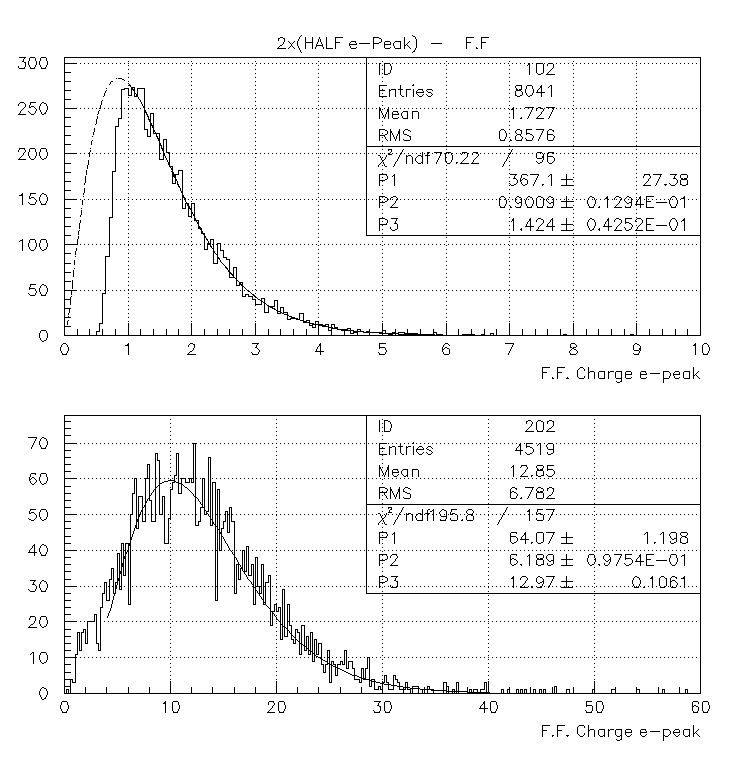 2x(HALF e-Peak) - F.F
300
250
200
150
100
50
0
ID 102
Entries 8041
Mean 1.727
RMS 0.8576
χ²/ndf 70.22 / 96
P1 367.1 ± 27.38
P2 0.9009 ± 0.1294E-01
P3 1.424 ± 0.4252E-01
0 1 2 3 4 5 6 7 8 9 10
F.F. Charge e-peak
70
60
50
40
30
20
10
0
ID 202
Entries 4519
Mean 12.85
RMS 6.782
χ²/ndf 195.8 / 157
P1 64.07 ± 1.198
P2 6.189 ± 0.9754E-01
P3 12.97 ± 0.1061
0 10 20 30 40 50 60
F.F. Charge e-peak